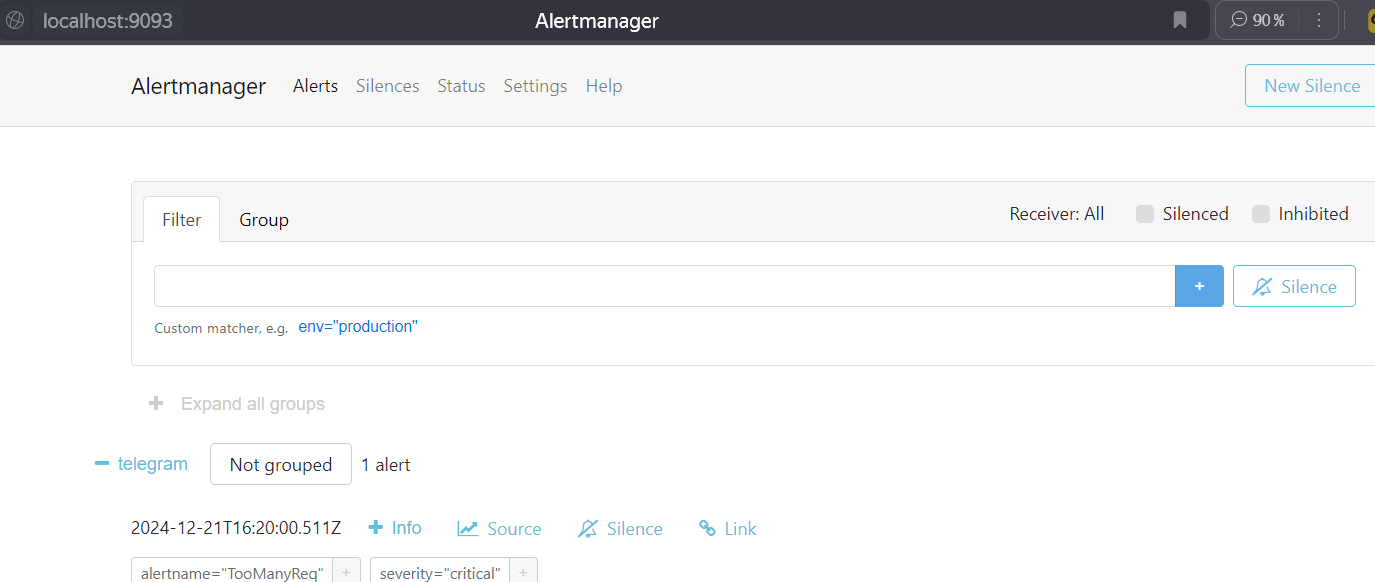 localhost:9093 Alertmanager 90 %
Alertmanager Alerts Silences Status Settings Help New Silence
Filter Group Receiver: All Silenced Inhibited
+ Silence
Custom matcher, e.g. env="production"
+ Expand all groups
telegram Not grouped 1 alert
2024-12-21T16:20:00.511Z + Info Source Silence Link
alertname="TooManyReq" + severity="critical" +